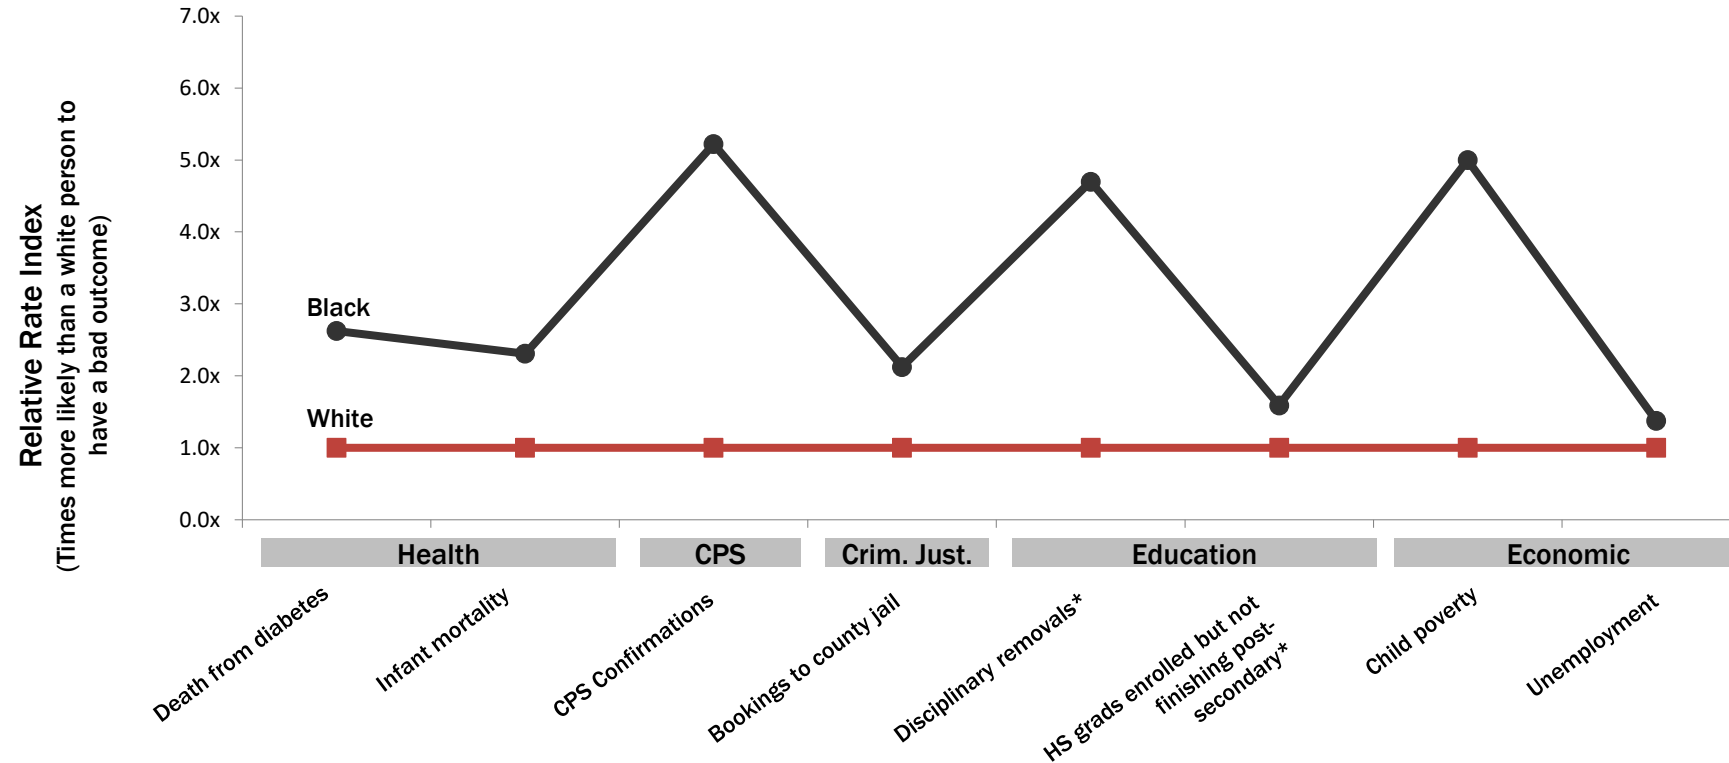 Relative Rate Index
(Times more likely than a white person to
have a bad outcome)
7.0x
6.0x
5.0x
4.0x
3.0x
2.0x
1.0x
0.0x
Black
White
Health
CPS
Crim. Just.
Education
Economic
Death from diabetes
Infant mortality
CPS Confirmations
Bookings to county jail
Disciplinary removals*
HS grads enrolled but not
finishing post-
secondary*
Child poverty
Unemployment